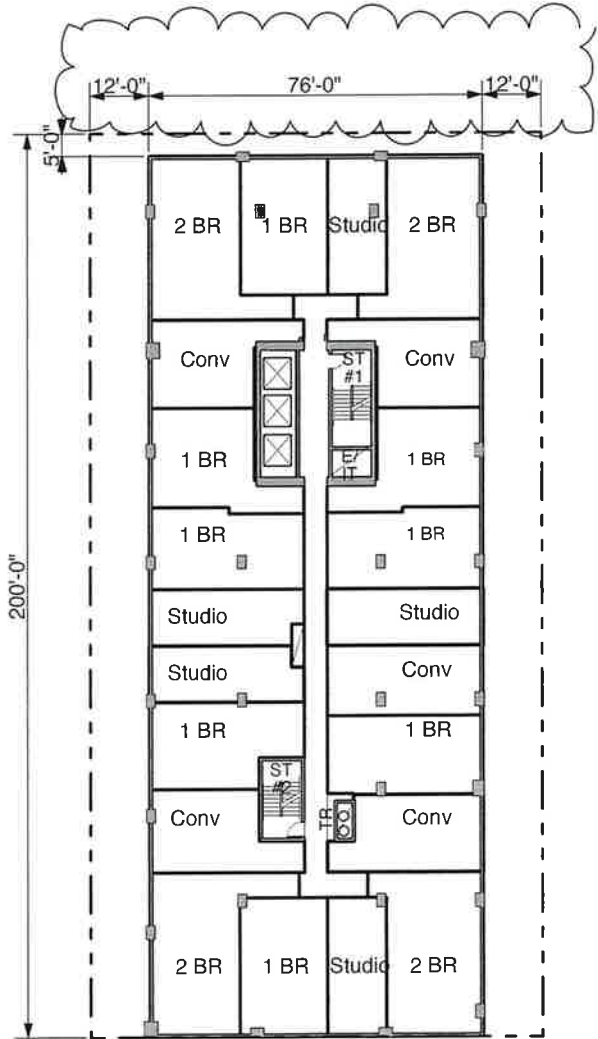 12'-0" 76'-0" 12'-0"
5'-0"
2 BR 1 BR Studio 2 BR
Conv ST #1 Conv
1 BR E/IT 1 BR
1 BR 1 BR
200'-0"
Studio Studio
Studio Conv
1 BR 1 BR
ST #2
Conv TR Conv
2 BR 1 BR Studio 2 BR